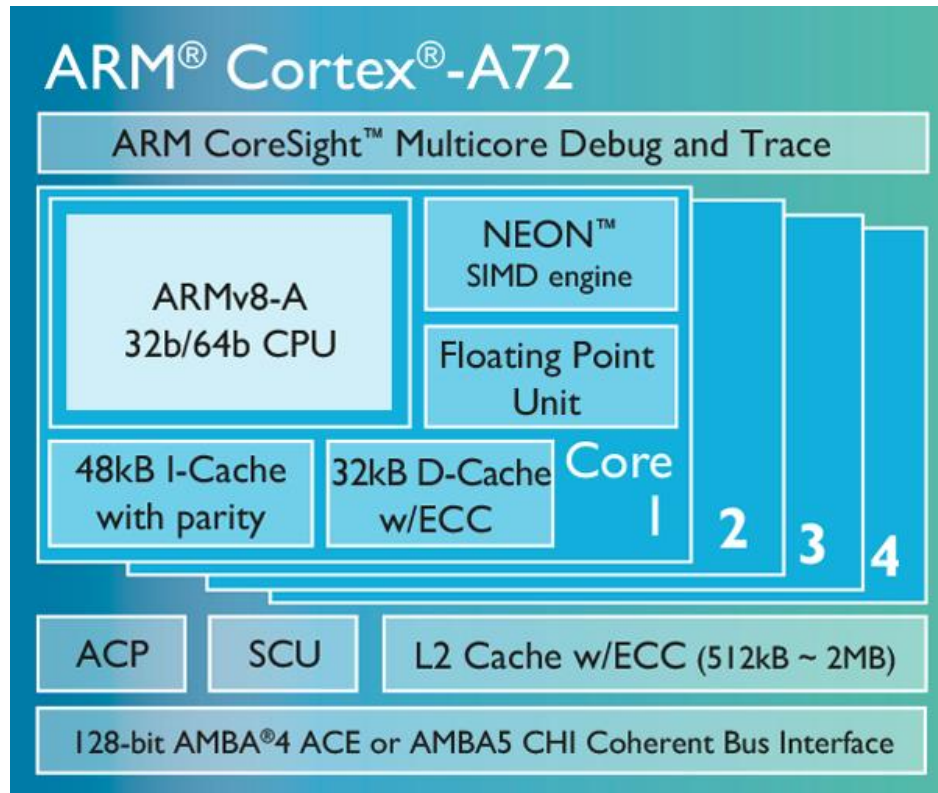 ARM® Cortex®-A72
ARM CoreSight™ Multicore Debug and Trace
ARMv8-A
32b/64b CPU
NEON™
SIMD engine
Floating Point
Unit
48kB I-Cache
with parity
32kB D-Cache
w/ECC
Core
1
2
3
4
ACP
SCU
L2 Cache w/ECC (512kB ~ 2MB)
128-bit AMBA®4 ACE or AMBA5 CHI Coherent Bus Interface